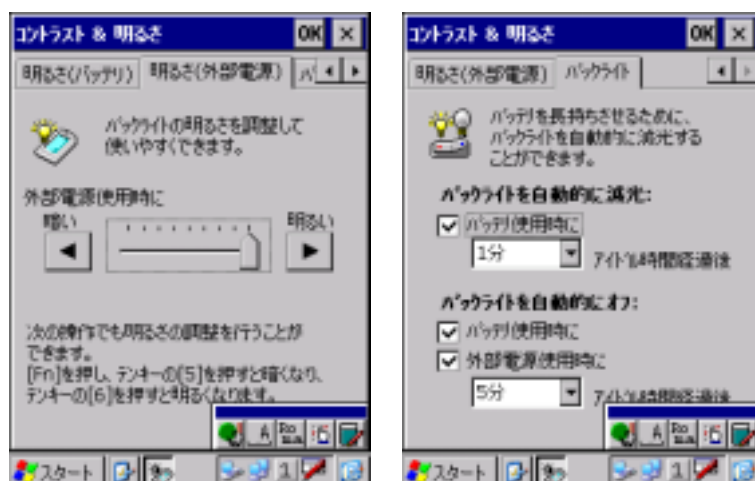 コントラスト & 明るさ
OK
明るさ(バッテリ)
明るさ(外部電源)
バックライトの明るさを調整して
使いやすくできます。
外部電源使用時に
暗い
明るい
次の操作でも明るさの調整を行うことが
できます。
[Fn]を押し、テンキーの[5]を押すと暗くなり、
テンキーの[6]を押すと明るくなります。
スタート
コントラスト & 明るさ
OK
明るさ(外部電源)
バックライト
バッテリを長持ちさせるために、
バックライトを自動的に減光する
ことができます。
バックライトを自動的に減光:
バッテリ使用時に
1分
アイドル時間経過後
バックライトを自動的にオフ:
バッテリ使用時に
外部電源使用時に
5分
アイドル時間経過後
スタート